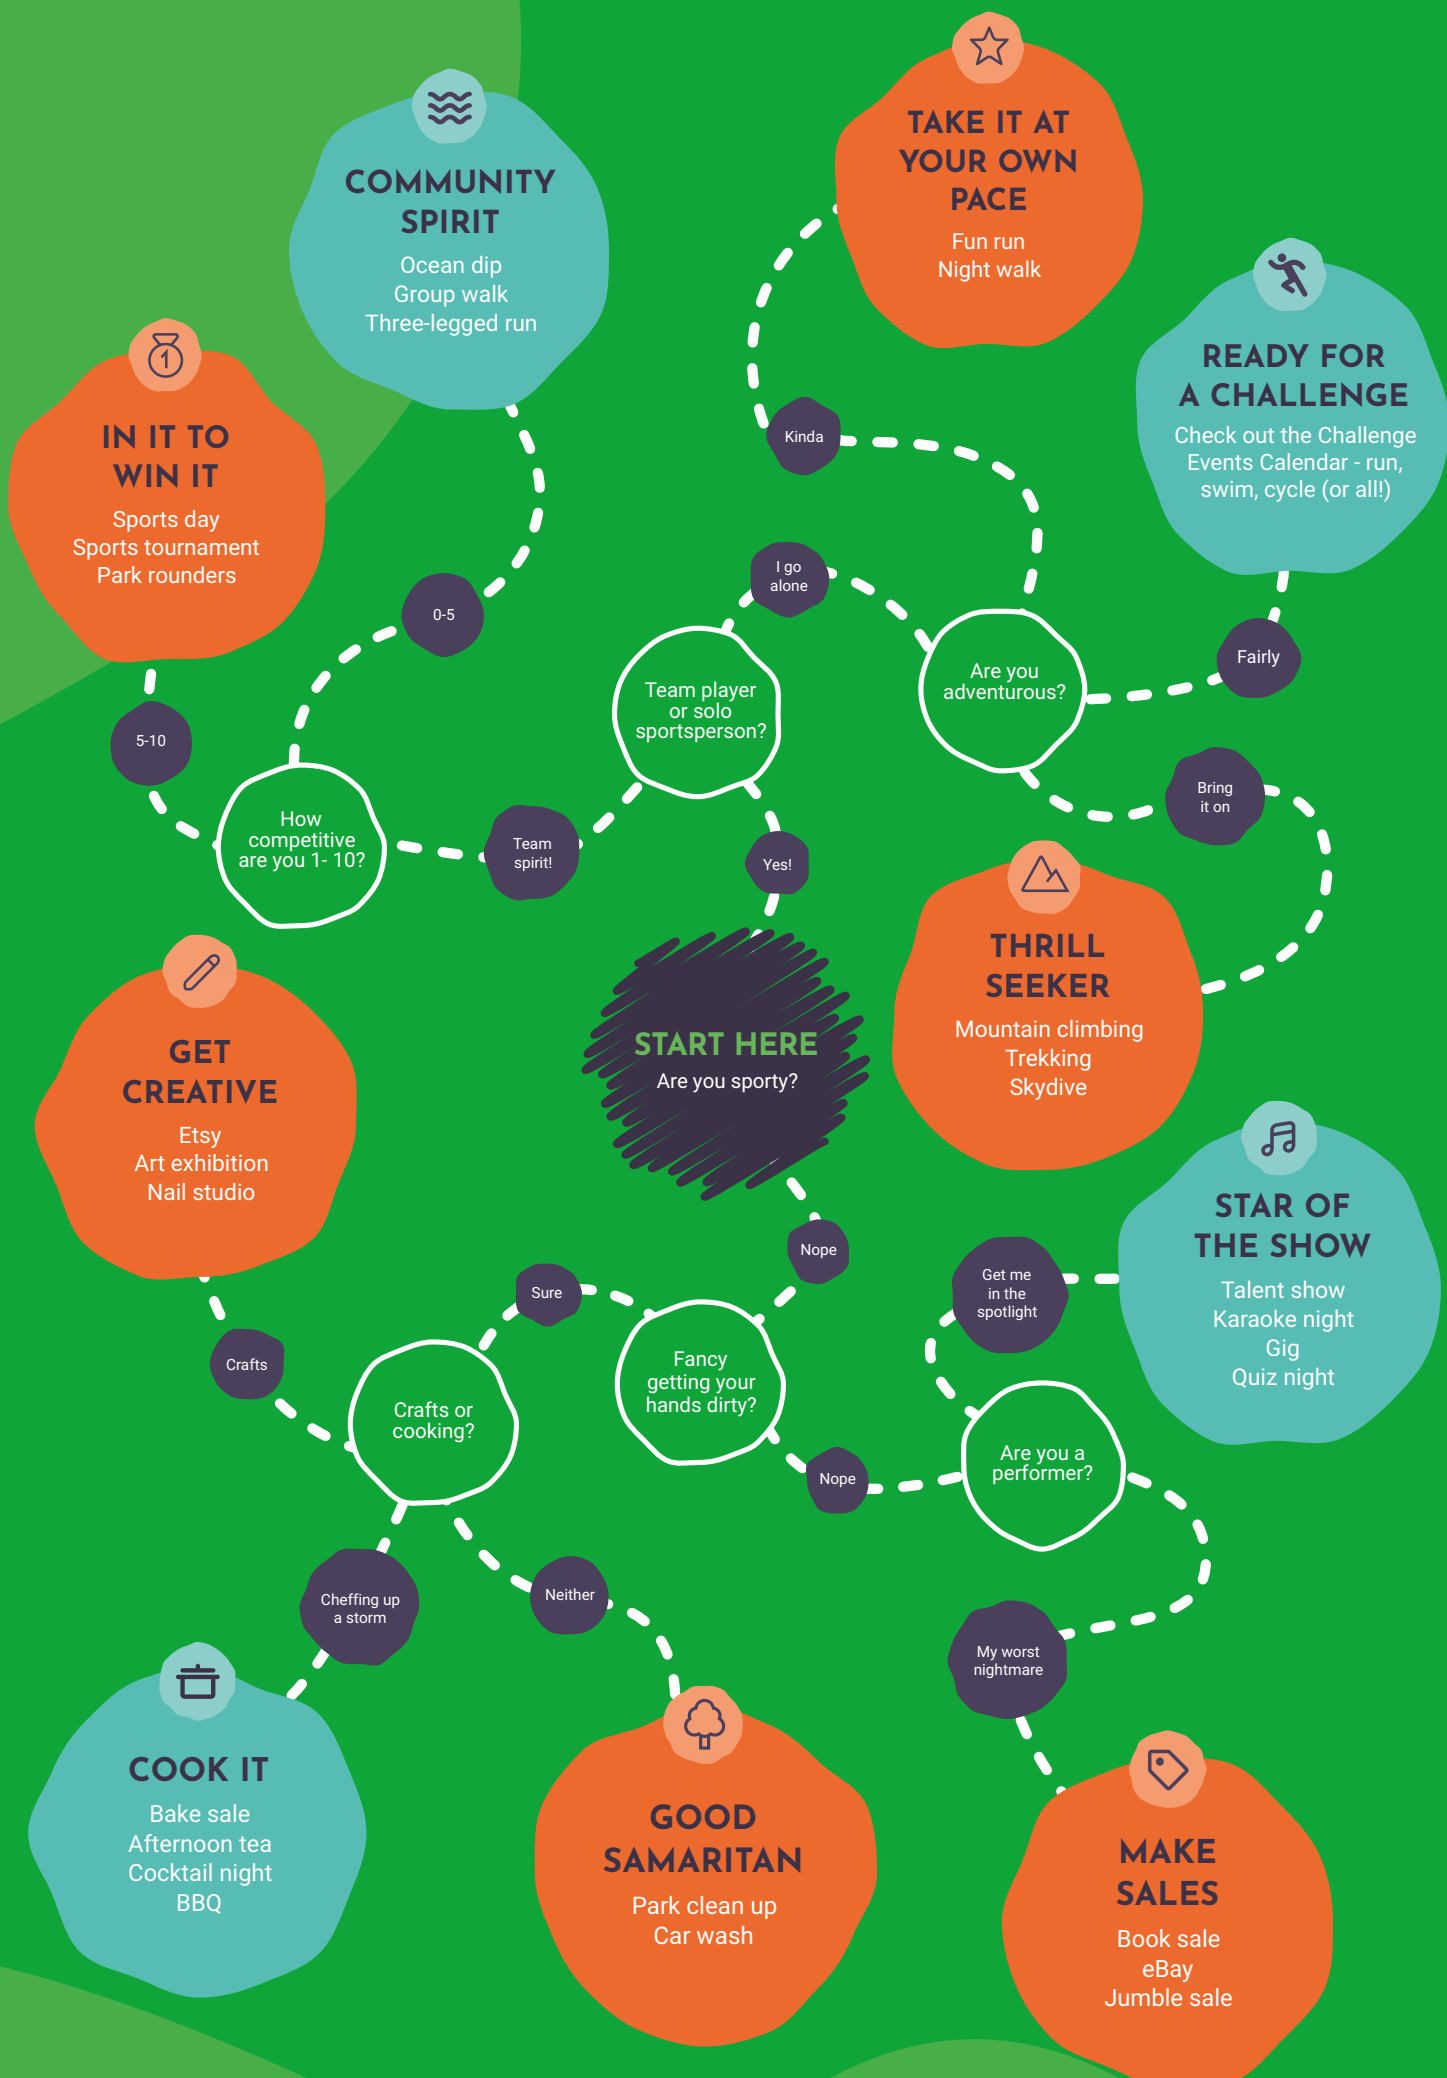 TAKE IT AT
YOUR OWN
PACE
Fun run
Night walk
COMMUNITY
SPIRIT
Ocean dip
Group walk
Three-legged run
READY FOR
A CHALLENGE
Check out the Challenge
Events Calendar - run,
swim, cycle (or all!)
1
IN IT TO
WIN IT
Sports day
Sports tournament
Park rounders
Kinda
I go
alone
0-5
Fairly
Team player
or solo
sportsperson?
Are you
adventurous?
5-10
Bring
it on
How
competitive
are you 1- 10?
Team
spirit!
Yes!
THRILL
SEEKER
Mountain climbing
Trekking
Skydive
START HERE
Are you sporty?
GET
CREATIVE
Etsy
Art exhibition
Nail studio
STAR OF
THE SHOW
Talent show
Karaoke night
Gig
Quiz night
Nope
Get me
in the
spotlight
Sure
Crafts
Fancy
getting your
hands dirty?
Crafts or
cooking?
Are you a
performer?
Nope
Cheffing up
a storm
Neither
My worst
nightmare
COOK IT
Bake sale
Afternoon tea
Cocktail night
BBQ
GOOD
SAMARITAN
Park clean up
Car wash
MAKE
SALES
Book sale
eBay
Jumble sale